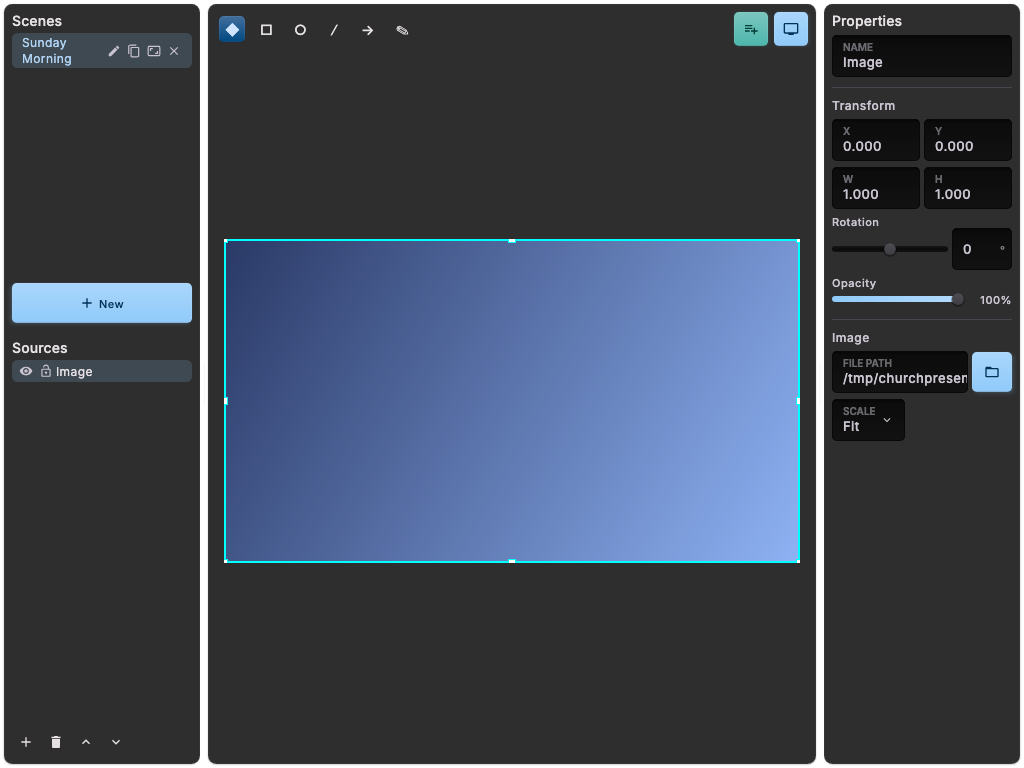 Scenes
Sunday
Morning
New
Sources
Image
Properties
NAME
Image
Transform
X
0.000
Y
0.000
W
1.000
H
1.000
Rotation
0 °
Opacity
100%
Image
FILE PATH
/tmp/churchpresen
SCALE
Fit